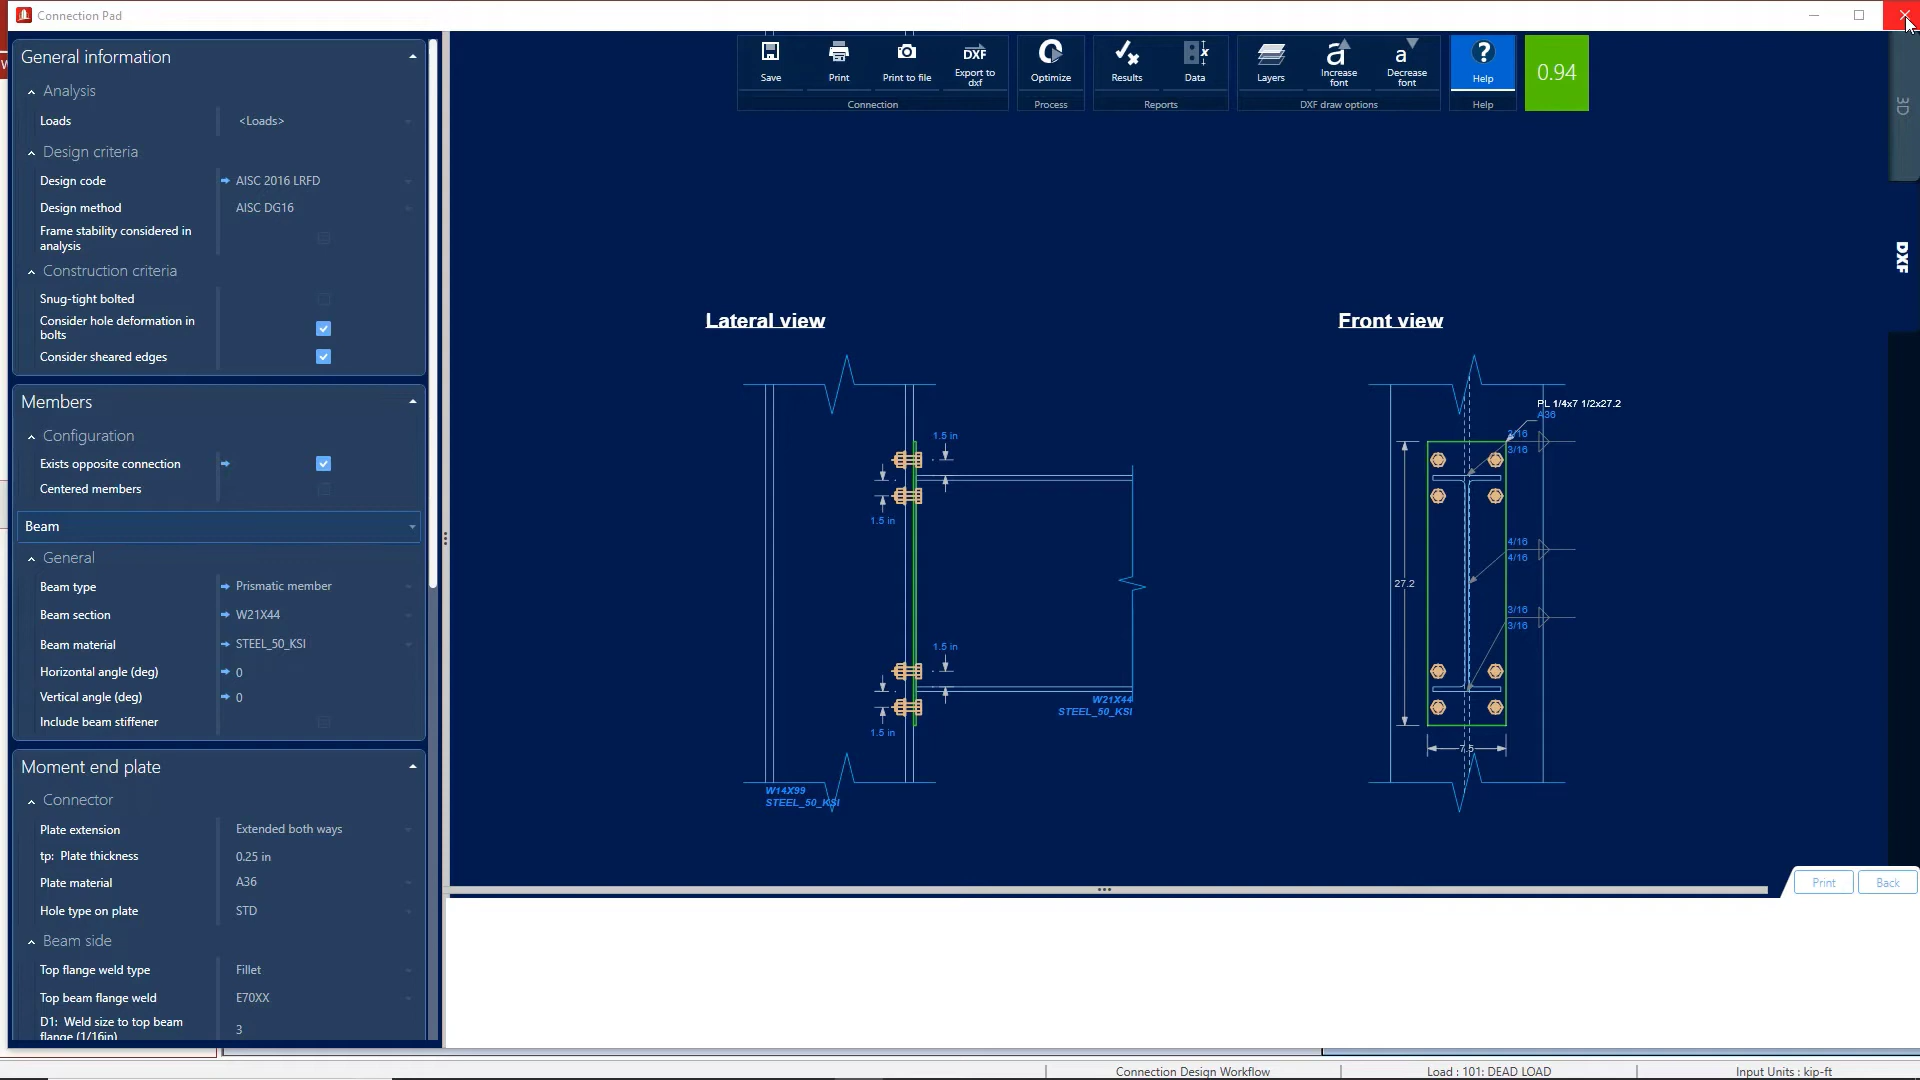 Connection Pad
General information
Analysis
Loads
<Loads>
Design criteria
Design code
AISC 2016 LRFD
Design method
AISC DG16
Frame stability considered in
analysis
Construction criteria
Snug-tight bolted
Consider hole deformation in
bolts
Consider sheared edges
Members
Configuration
Exists opposite connection
Centered members
Beam
General
Beam type
Prismatic member
Beam section
W21X44
Beam material
STEEL_50_KSI
Horizontal angle (deg)
0
Vertical angle (deg)
0
Include beam stiffener
Moment end plate
Connector
Plate extension
Extended both ways
tp: Plate thickness
0.25 in
Plate material
A36
Hole type on plate
STD
Beam side
Top flange weld type
Fillet
Top beam flange weld
E70XX
D1: Weld size to top beam
flange (1/16in)
3
Save
Print
Print to file
DXF
Export to
dxf
Connection
Optimize
Process
Results
Data
Reports
Layers
a
Increase
font
a
Decrease
font
DXF draw options
?
Help
Help
0.94
3D
DXF
Lateral view
1.5 in
1.5 in
1.5 in
1.5 in
W21X44
STEEL_50_KSI
W14X99
STEEL_50_KSI
Front view
PL 1/4x7 1/2x27.2
A36
3/16
3/16
4/16
4/16
3/16
3/16
27.2
7.5
Print
Back
Connection Design Workflow
Load : 101: DEAD LOAD
Input Units : kip-ft